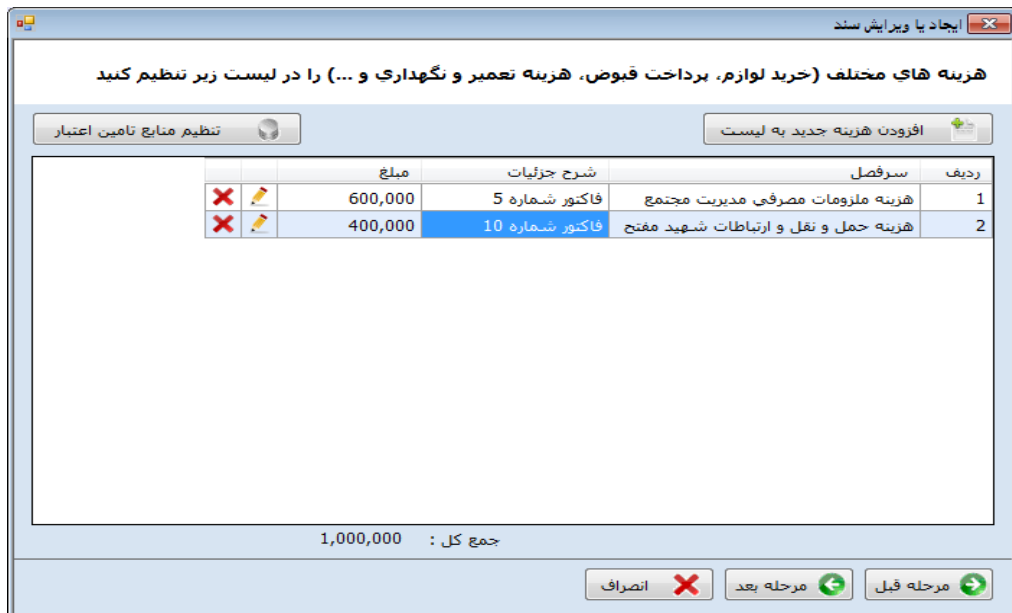 ایجاد یا ویرایش سند
هزینه هاي مختلف (خرید لوازم، پرداخت قبوض، هزینه تعمیر و نگهداري و ...) را در لیست زیر تنظیم کنید
افزودن هزینه جدید به لیست
تنظیم منابع تامین اعتبار
ردیف سرفصل شرح جزئیات مبلغ
1 هزینه ملزومات مصرفي مدیریت مجتمع فاکتور شماره 5 600,000
2 هزینه حمل و نقل و ارتباطات شهید مفتح فاکتور شماره 10 400,000
جمع کل : 1,000,000
مرحله قبل مرحله بعد انصراف